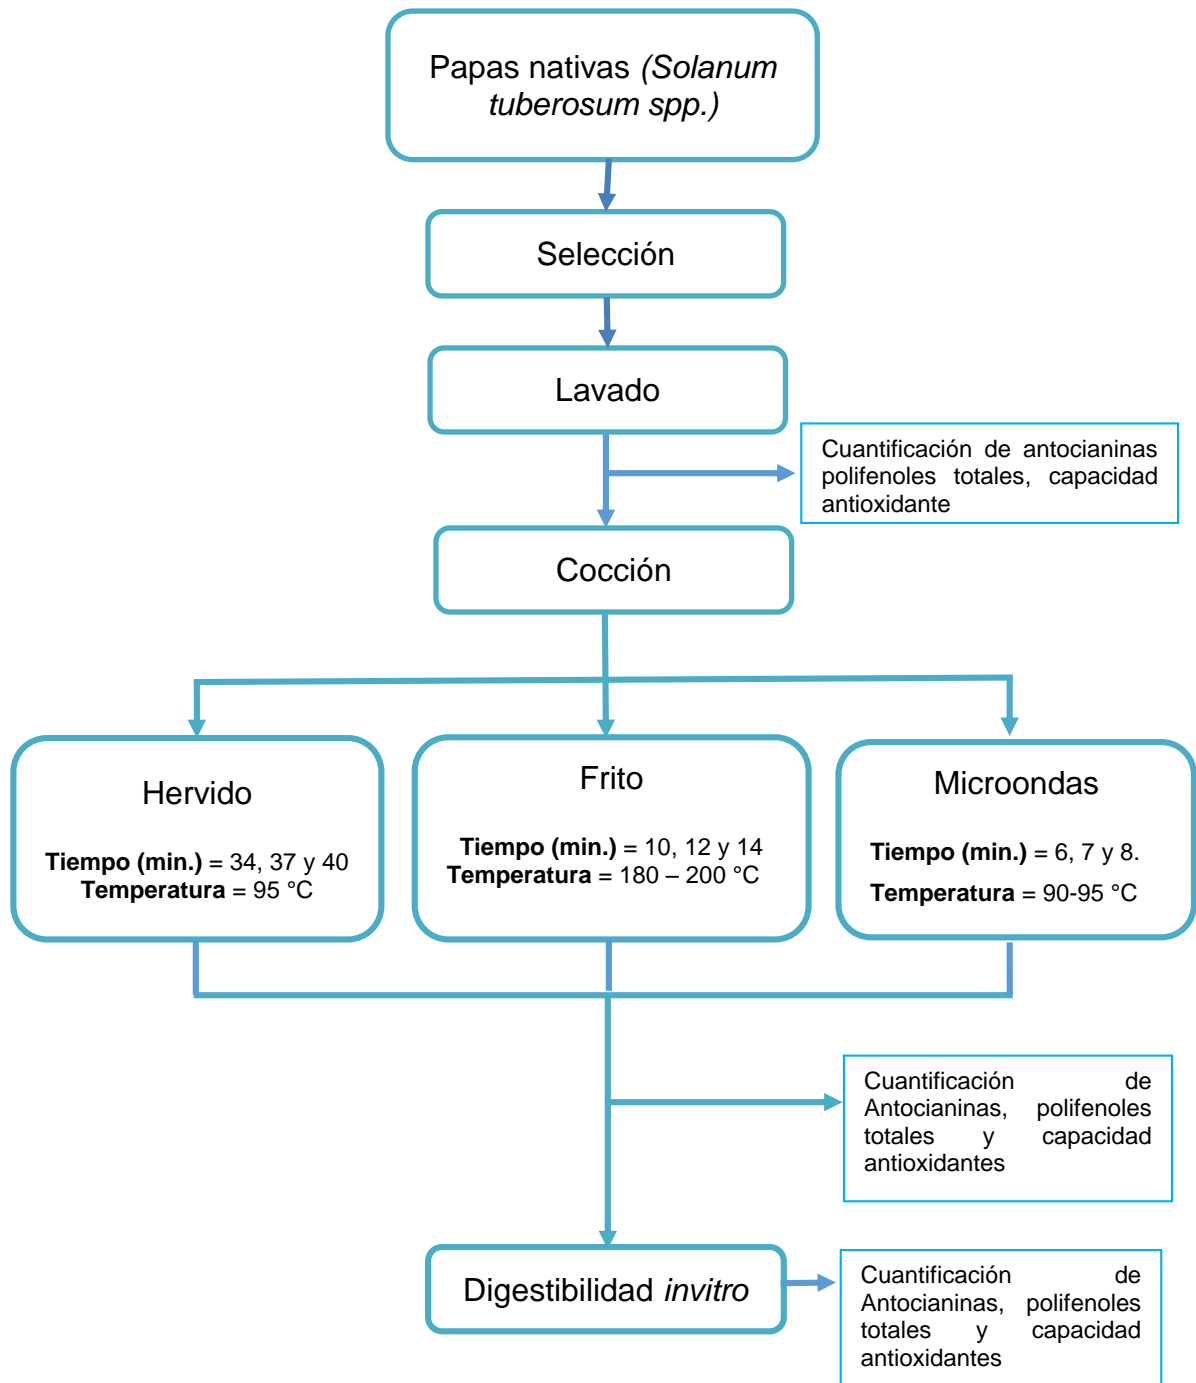 Papas nativas (Solanum
tuberosum spp.)
Selección
Lavado
Cuantificación de antocianinas
polifenoles totales, capacidad
antioxidante
Cocción
Hervido
Tiempo (min.) = 34, 37 y 40
Temperatura = 95 °C
Frito
Tiempo (min.) = 10, 12 y 14
Temperatura = 180 – 200 °C
Microondas
Tiempo (min.) = 6, 7 y 8.
Temperatura = 90-95 °C
Cuantificación de
Antocianinas, polifenoles
totales y capacidad
antioxidantes
Digestibilidad invitro
Cuantificación de
Antocianinas, polifenoles
totales y capacidad
antioxidantes